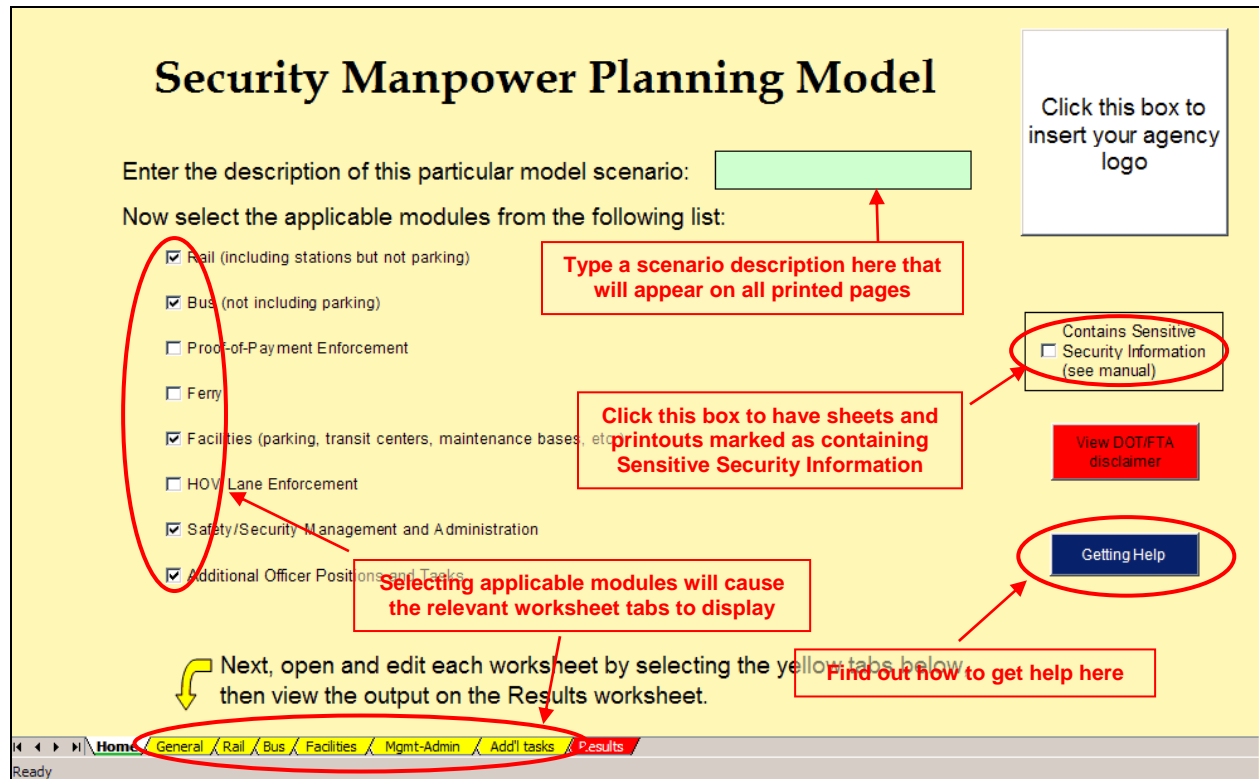 Security Manpower Planning Model
Click this box to
insert your agency
logo
Enter the description of this particular model scenario:
Now select the applicable modules from the following list:
Rail (including stations but not parking)
Type a scenario description here that
will appear on all printed pages
Bus (not including parking)
Contains Sensitive
Security Information
(see manual)
Proof-of-Payment Enforcement
Ferry
Click this box to have sheets and
printouts marked as containing
Sensitive Security Information
Facilities (parking, transit centers, maintenance bases, etc.)
View DOT/FTA
disclaimer
HOV Lane Enforcement
Safety/Security Management and Administration
Getting Help
Additional Officer Positions and Tasks
Selecting applicable modules will cause
the relevant worksheet tabs to display
Next, open and edit each worksheet by selecting the yellow tabs below
then view the output on the Results worksheet.
Find out how to get help here
Home General Rail Bus Facilities Mgmt-Admin Add'l tasks Results
Ready